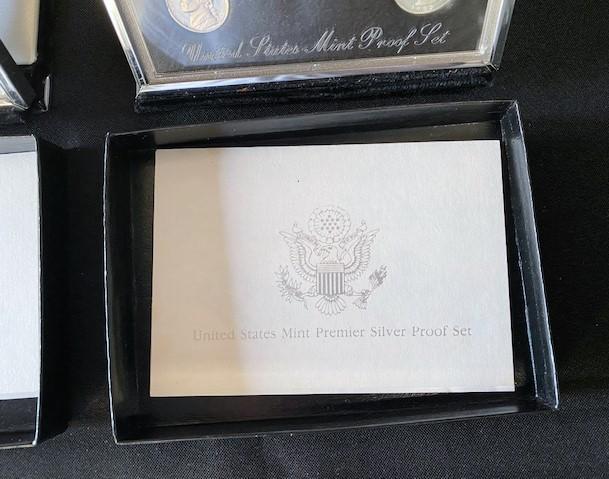 United States Mint Proof Set
United States Mint Premier Silver Proof Set